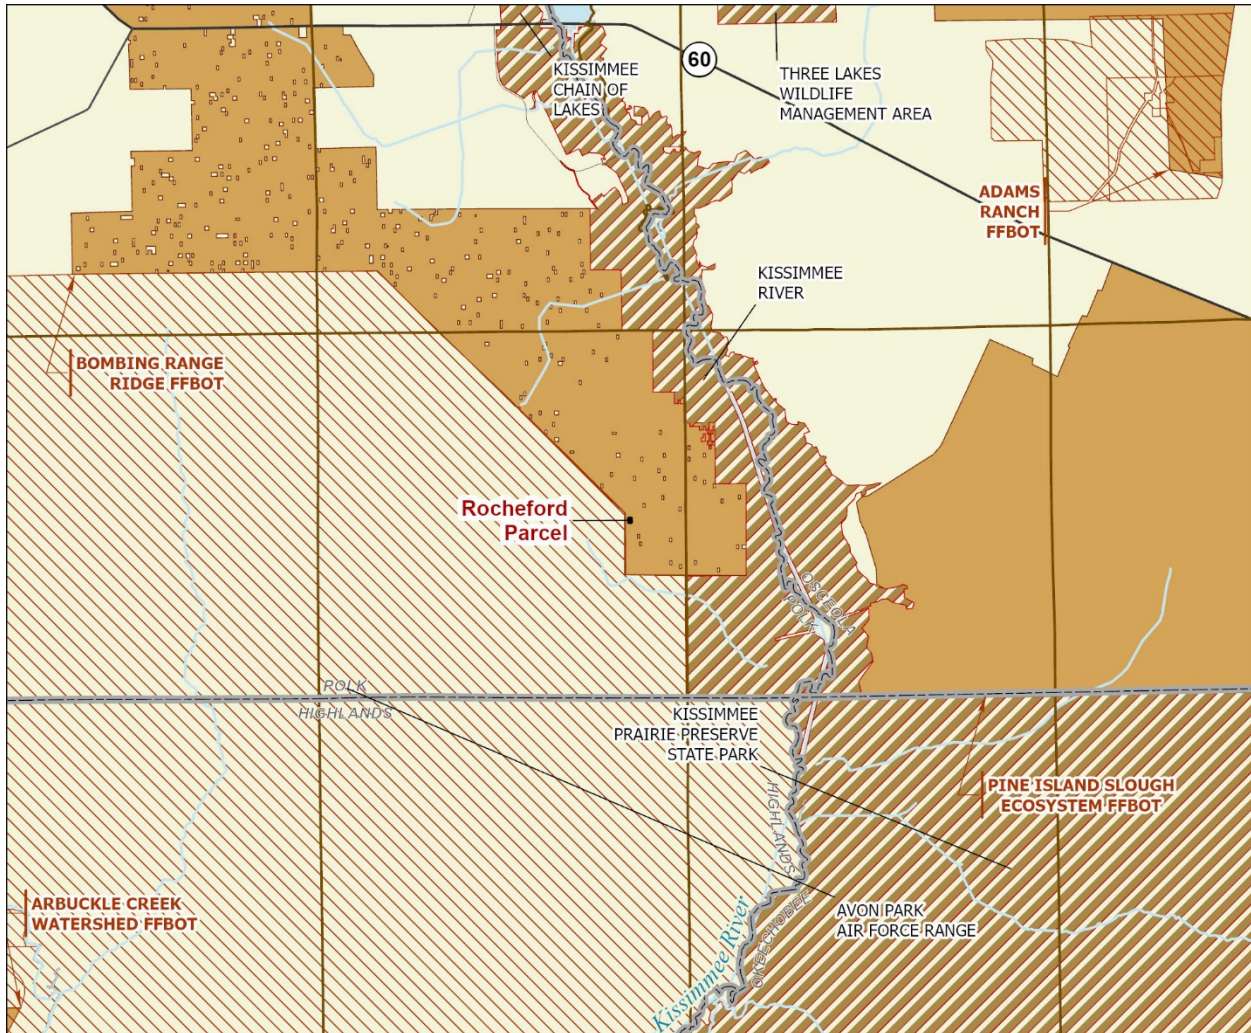 KISSIMMEE
CHAIN OF
LAKES
60
THREE LAKES
WILDLIFE
MANAGEMENT AREA
ADAMS
RANCH
FFBOT
KISSIMMEE
RIVER
BOMBING RANGE
RIDGE FFBOT
Rocheford
Parcel
OSCEOLA
POLK
POLK
HIGHLANDS
KISSIMMEE
PRAIRIE PRESERVE
STATE PARK
PINE ISLAND SLOUGH
ECOSYSTEM FFBOT
HIGHLANDS
OKEECHOBEE
ARBUCKLE CREEK
WATERSHED FFBOT
AVON PARK
AIR FORCE RANGE
Kissimmee River